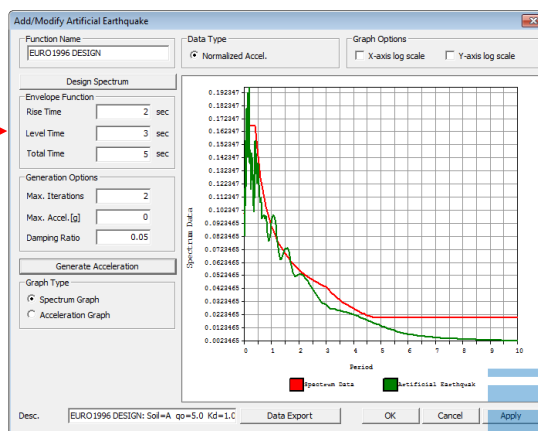 Add/Modify Artificial Earthquake
Function Name
EURO1996 DESIGN
Data Type
Normalized Accel.
Graph Options
X-axis log scale
Y-axis log scale
Design Spectrum
Envelope Function
Rise Time 2 sec
Level Time 3 sec
Total Time 5 sec
Generation Options
Max. Iterations 2
Max. Accel.[g] 0
Damping Ratio 0.05
Generate Acceleration
Graph Type
Spectrum Graph
Acceleration Graph
Spectrum Data
0.192347
0.182347
0.172347
0.162347
0.152347
0.142347
0.132347
0.122347
0.112347
0.102347
0.0923465
0.0823465
0.0723465
0.0623465
0.0523465
0.0423465
0.0323465
0.0223465
0.0123465
0.0023465
0 1 2 3 4 5 6 7 8 9 10
Period
Spectrum Data
Artificial Earthquak
Desc. EURO1996 DESIGN: Soil=A qo=5.0 Kd=1.0
Data Export
OK
Cancel
Apply